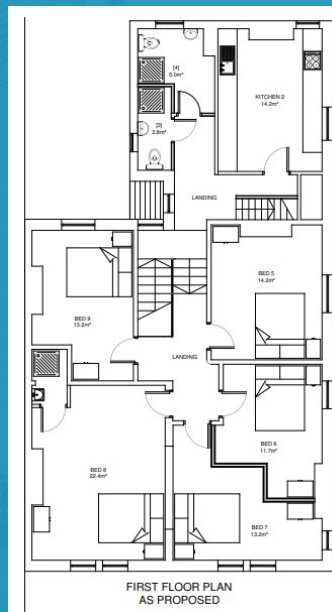 [4]
5.0m²
KITCHEN 2
14.2m²
[3]
2.8m²
LANDING
BED 5
14.2m²
BED 9
13.2m²
LANDING
BED 6
11.7m²
BED 8
22.4m²
BED 7
13.2m²
FIRST FLOOR PLAN
AS PROPOSED